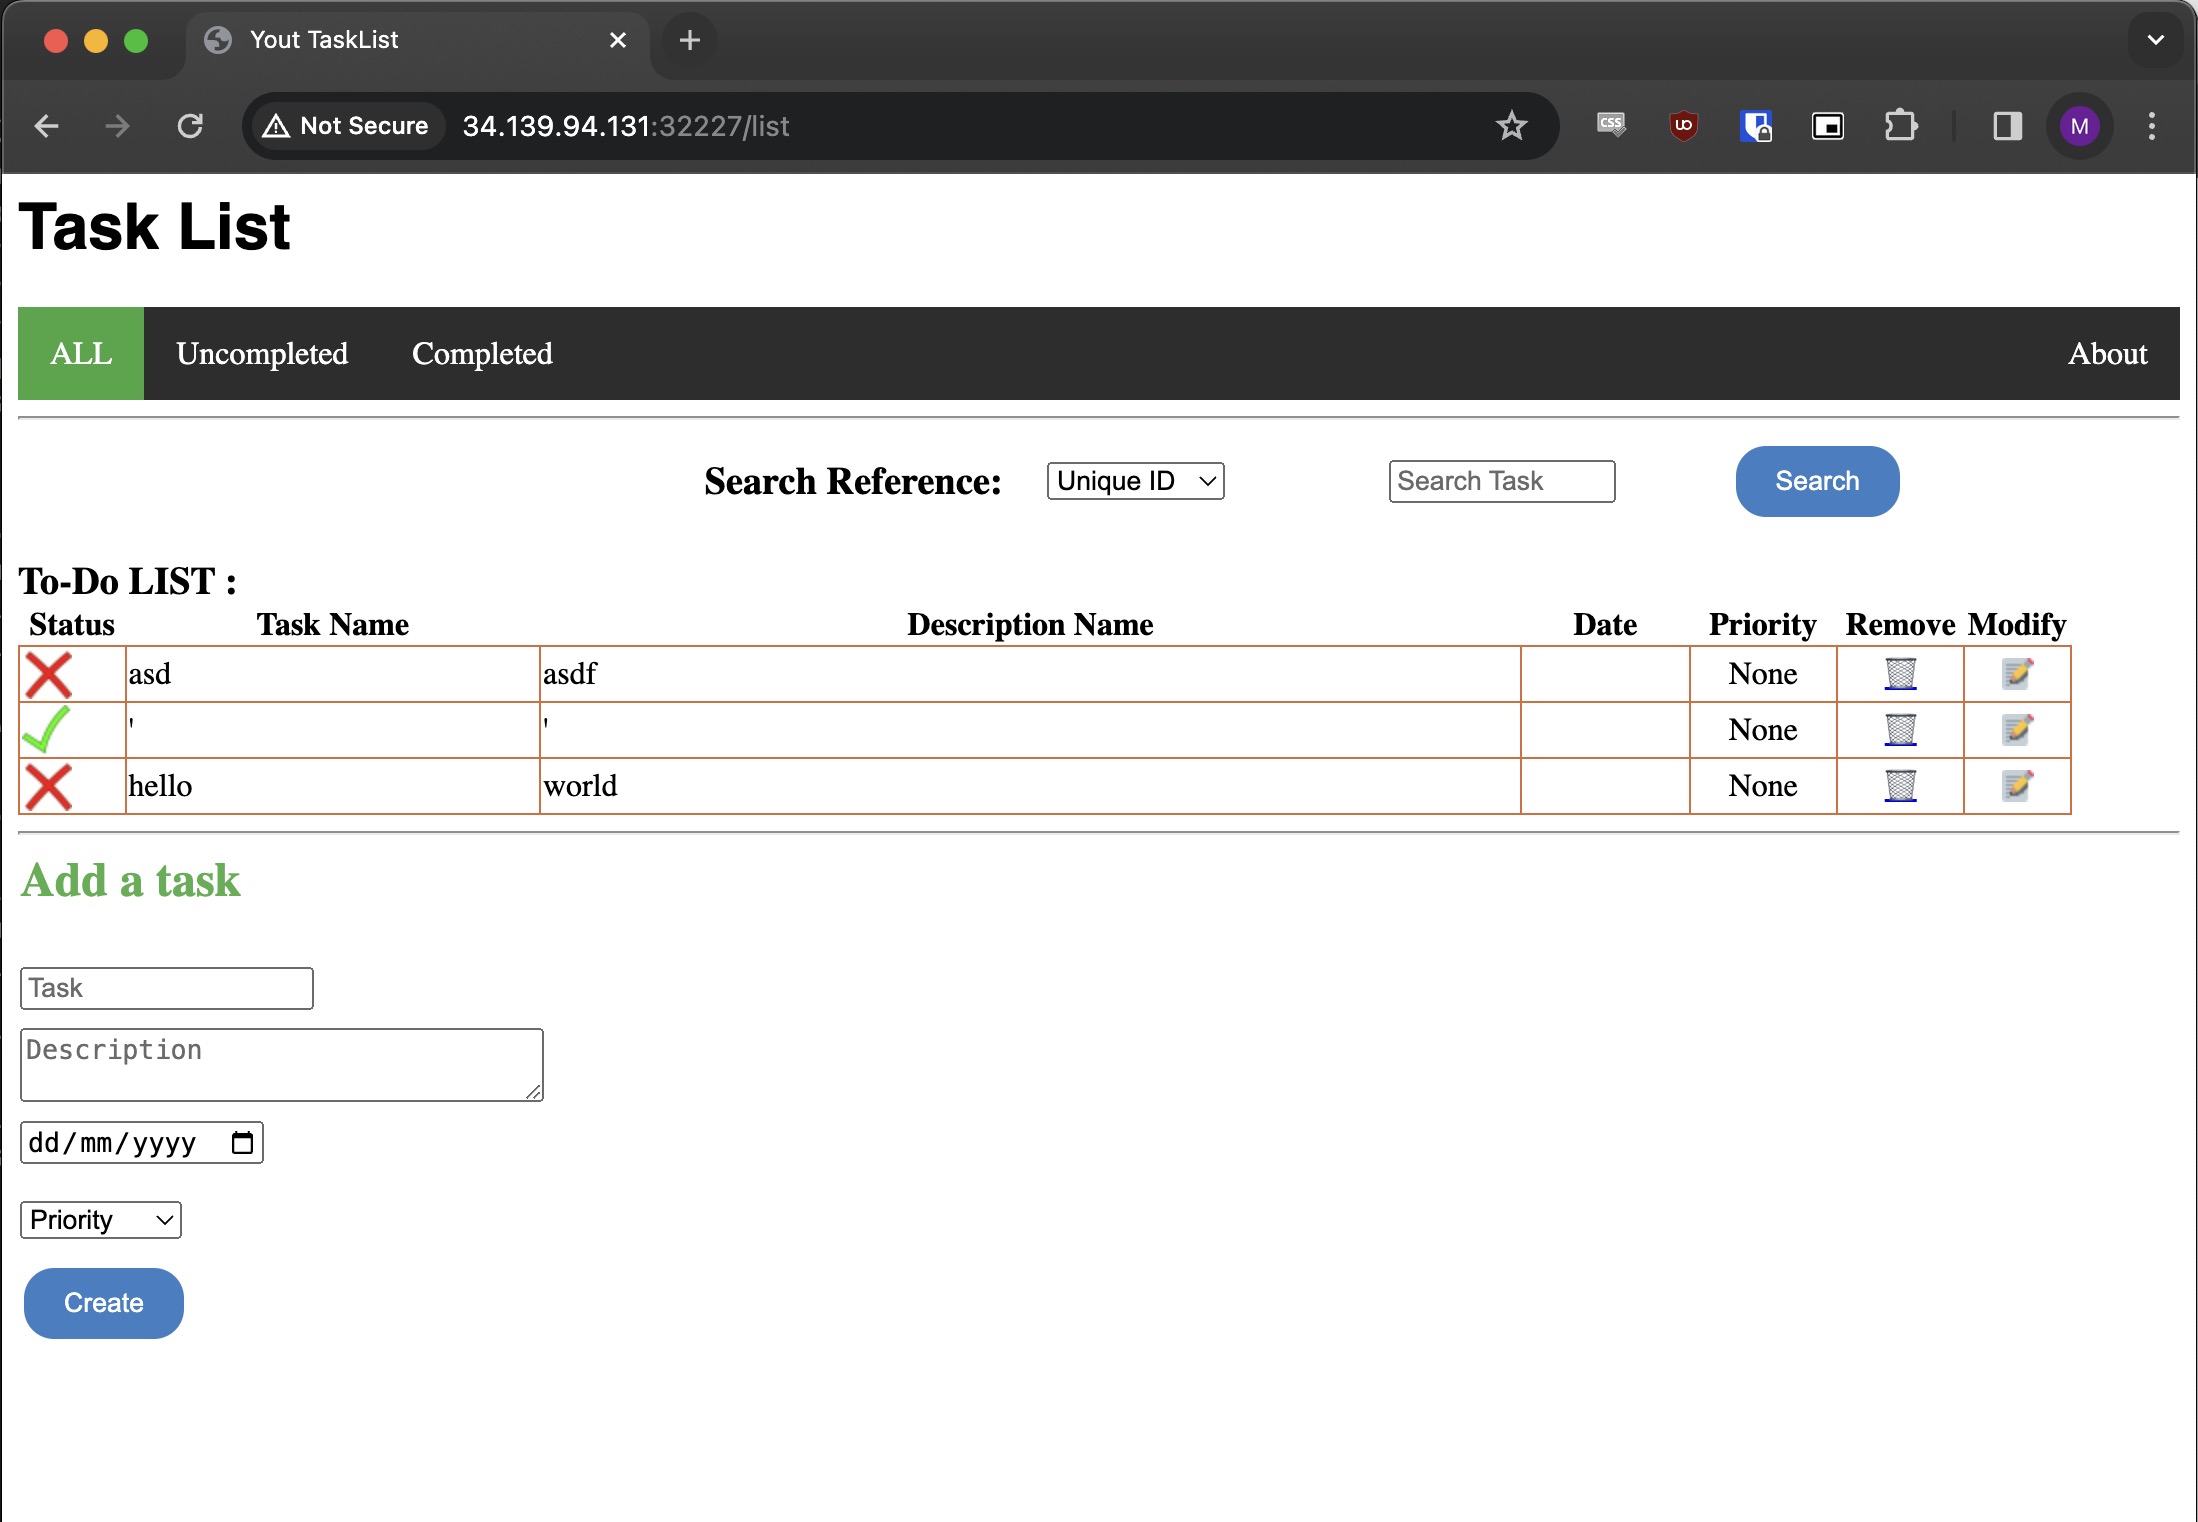 Yout TaskList
Not Secure 34.139.94.131:32227/list
CSS
uo
M
Task List
ALL Uncompleted Completed About
Search Reference: Unique ID Search Task Search
To-Do LIST :
Status Task Name Description Name Date Priority Remove Modify
asd asdf None
' ' None
hello world None
Add a task
Task
Description
dd/mm/yyyy
Priority
Create